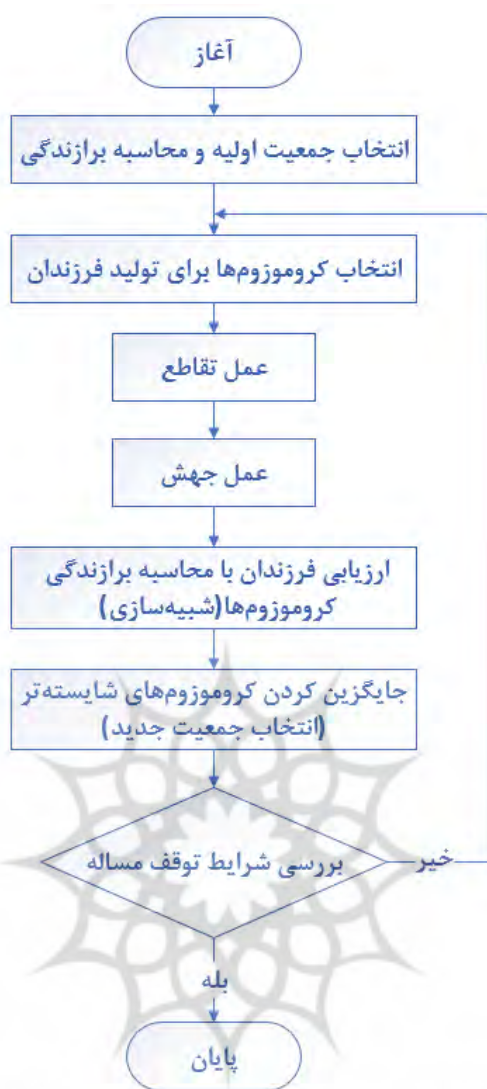 آغاز
انتخاب جمعیت اولیه و محاسبه برازندگی
انتخاب کروموزوم‌ها برای تولید فرزندان
عمل تقاطع
عمل جهش
ارزیابی فرزندان با محاسبه برازندگی
کروموزوم‌ها(شبیه‌سازی)
جایگزین کردن کروموزوم‌های شایسته‌تر
(انتخاب جمعیت جدید)
بررسی شرایط توقف مساله
خیر
بله
پایان